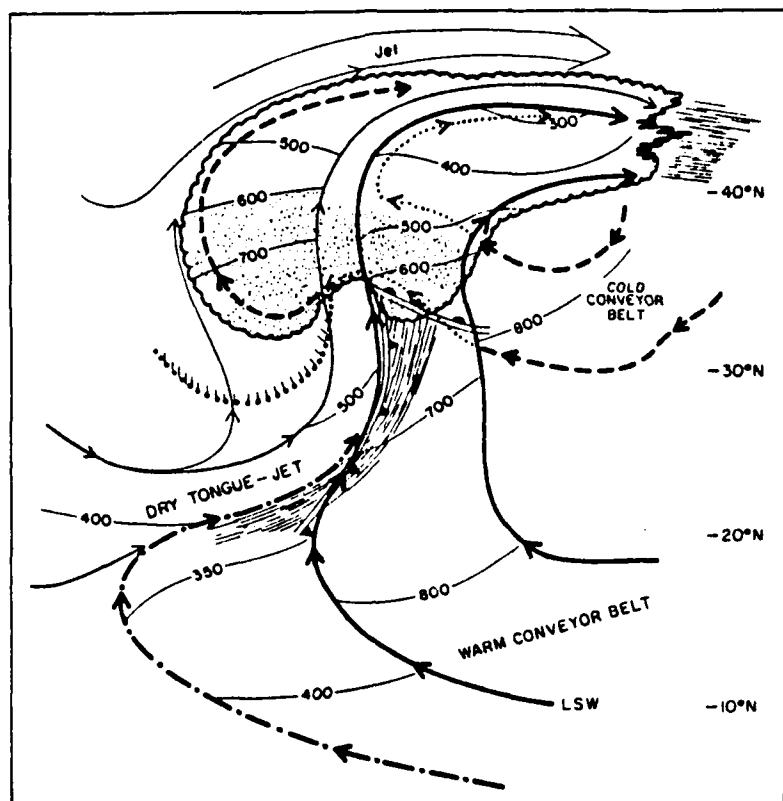 Jet
500
300
400
600
-40°N
700
500
600
COLD
CONVEYOR
BELT
800
-30°N
500
700
DRY TONGUE-JET
400
-20°N
350
800
WARM CONVEYOR BELT
400
LSW
-10°N